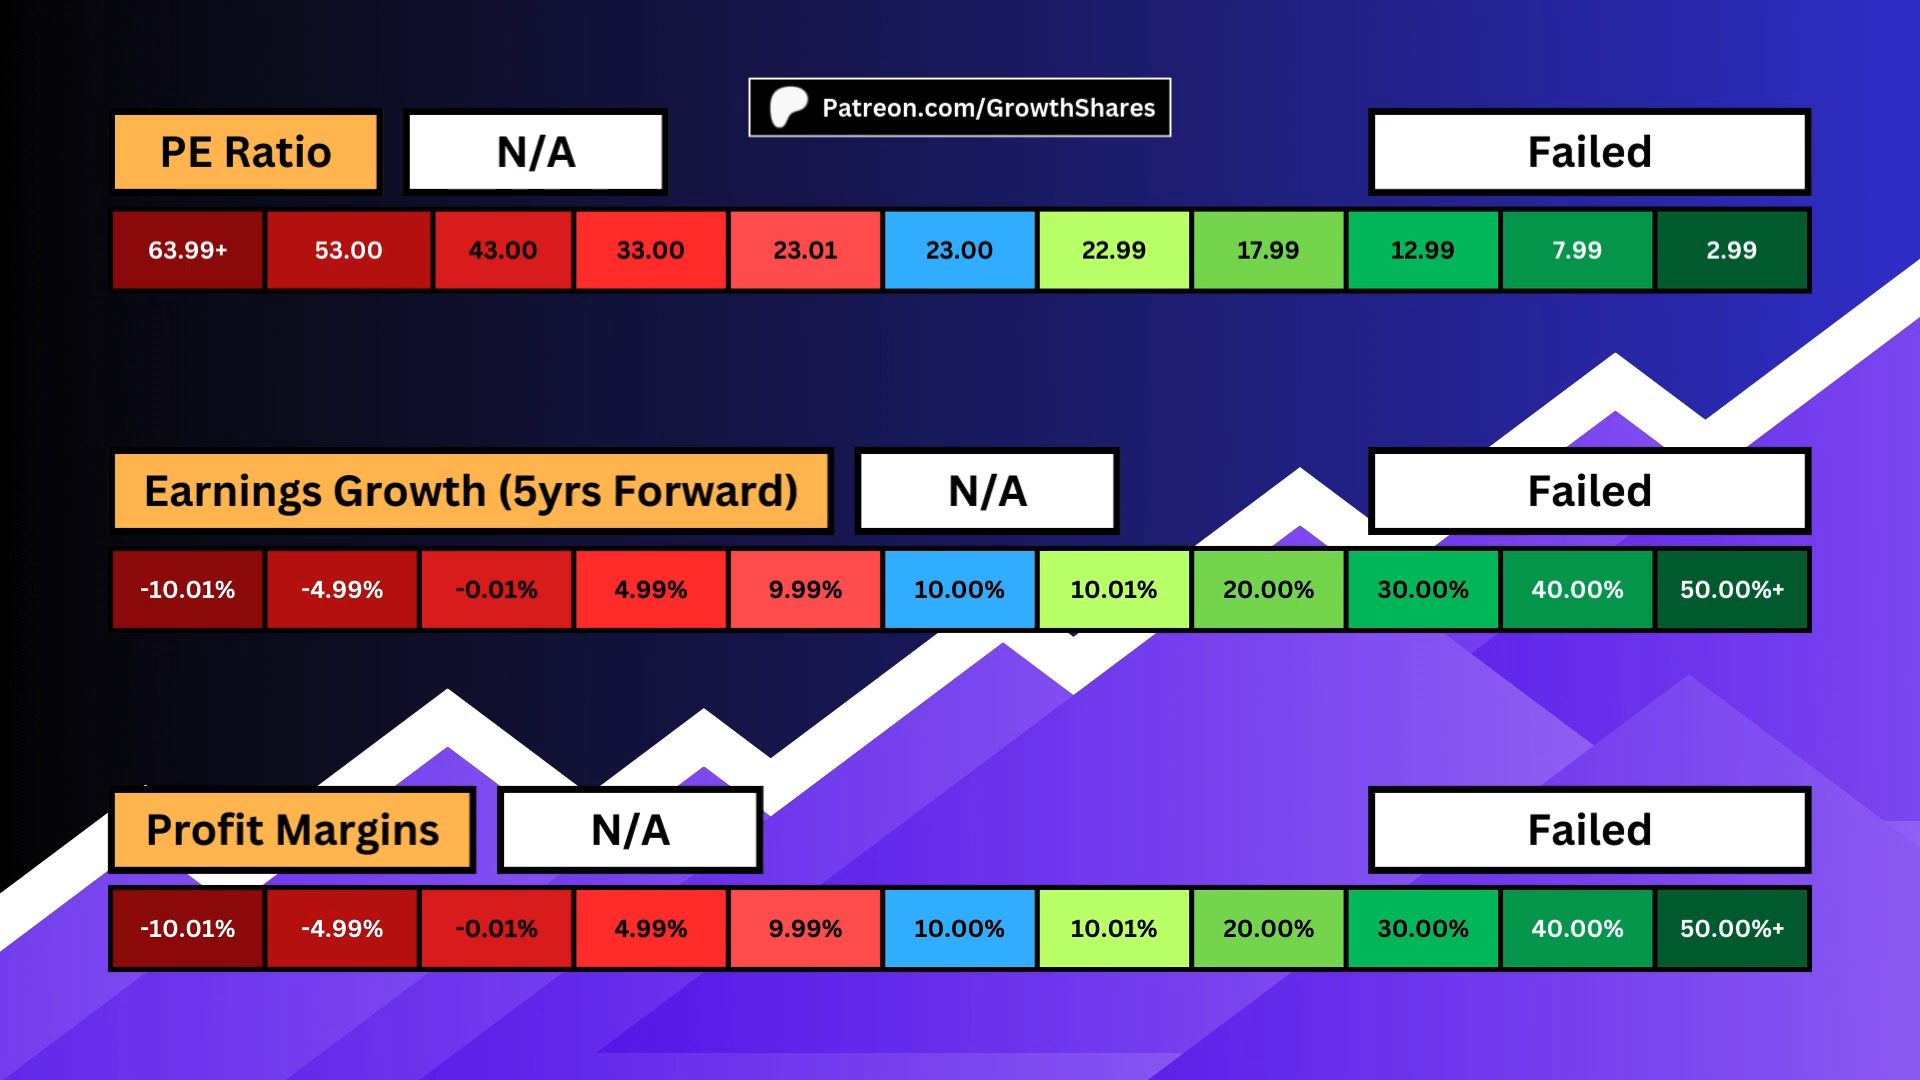 Patreon.com/GrowthShares
PE Ratio N/A Failed
63.99+ 53.00 43.00 33.00 23.01 23.00 22.99 17.99 12.99 7.99 2.99
Earnings Growth (5yrs Forward) N/A Failed
-10.01% -4.99% -0.01% 4.99% 9.99% 10.00% 10.01% 20.00% 30.00% 40.00% 50.00%+
Profit Margins N/A Failed
-10.01% -4.99% -0.01% 4.99% 9.99% 10.00% 10.01% 20.00% 30.00% 40.00% 50.00%+